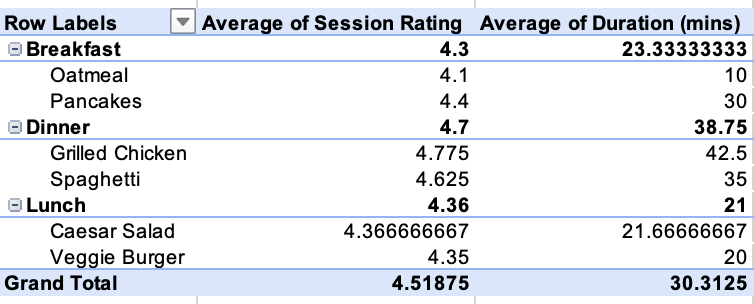 Row Labels Average of Session Rating Average of Duration (mins)
Breakfast 4.3 23.33333333
Oatmeal 4.1 10
Pancakes 4.4 30
Dinner 4.7 38.75
Grilled Chicken 4.775 42.5
Spaghetti 4.625 35
Lunch 4.36 21
Caesar Salad 4.366666667 21.66666667
Veggie Burger 4.35 20
Grand Total 4.51875 30.3125